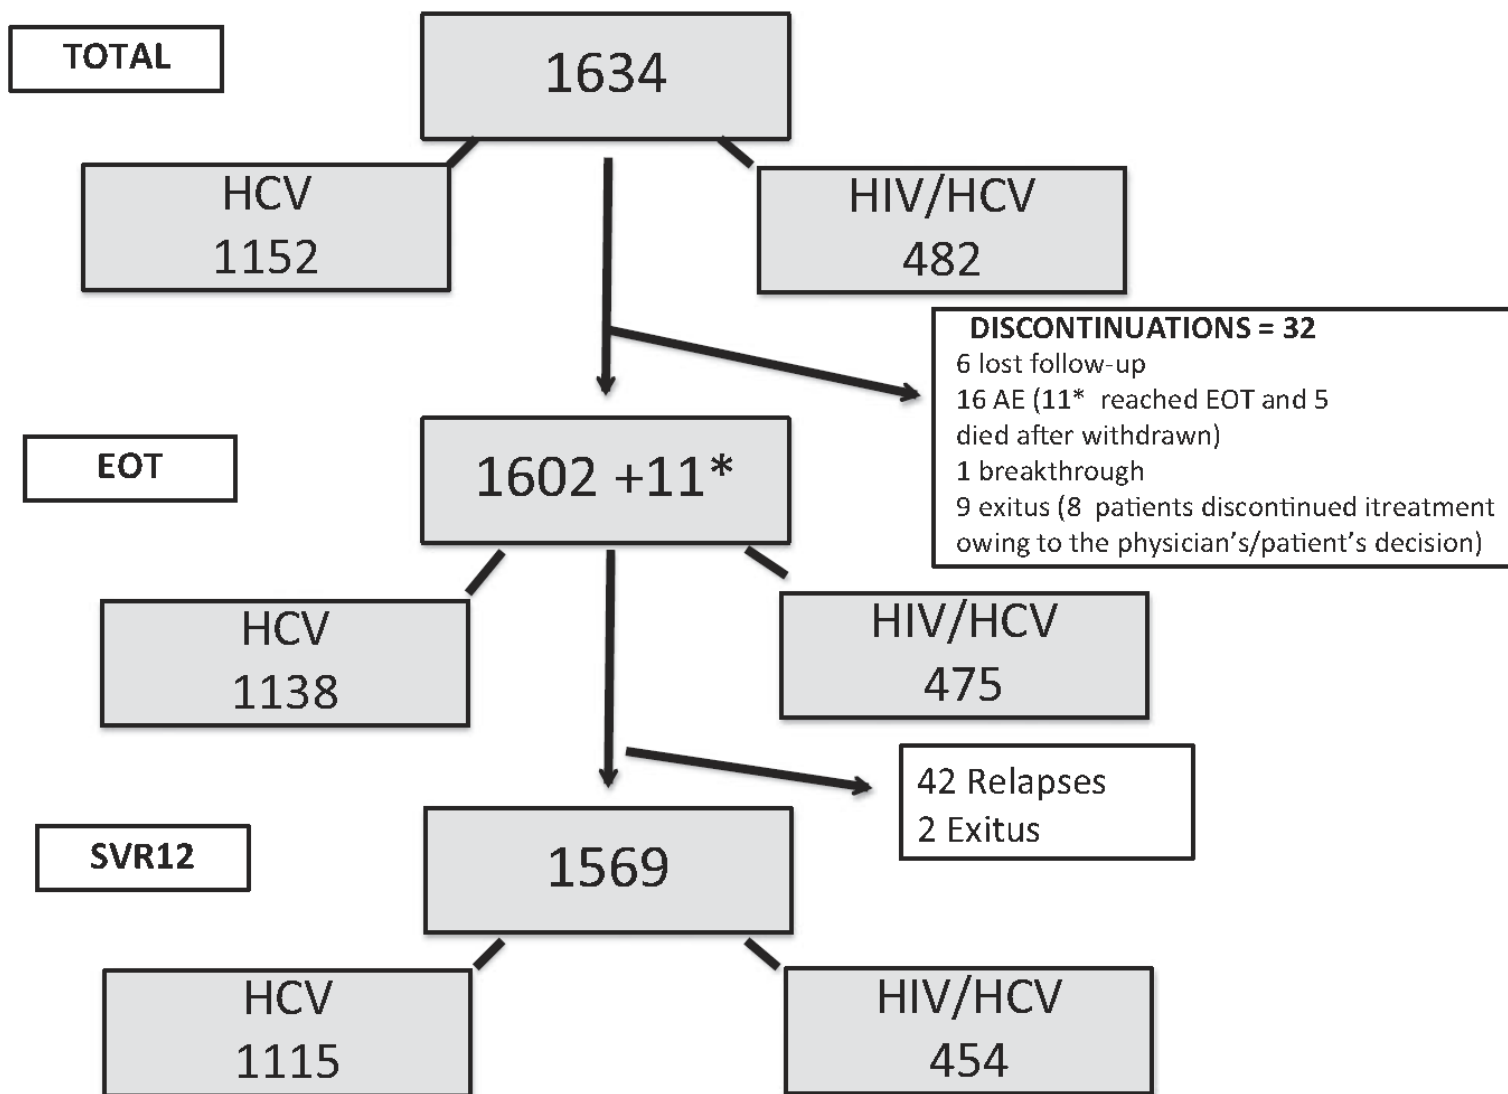 TOTAL
1634
HCV
1152
HIV/HCV
482
DISCONTINUATIONS = 32
6 lost follow-up
16 AE (11* reached EOT and 5
died after withdrawn)
1 breakthrough
9 exitus (8 patients discontinued itreatment
owing to the physician's/patient's decision)
EOT
1602 +11*
HCV
1138
HIV/HCV
475
42 Relapses
2 Exitus
SVR12
1569
HCV
1115
HIV/HCV
454